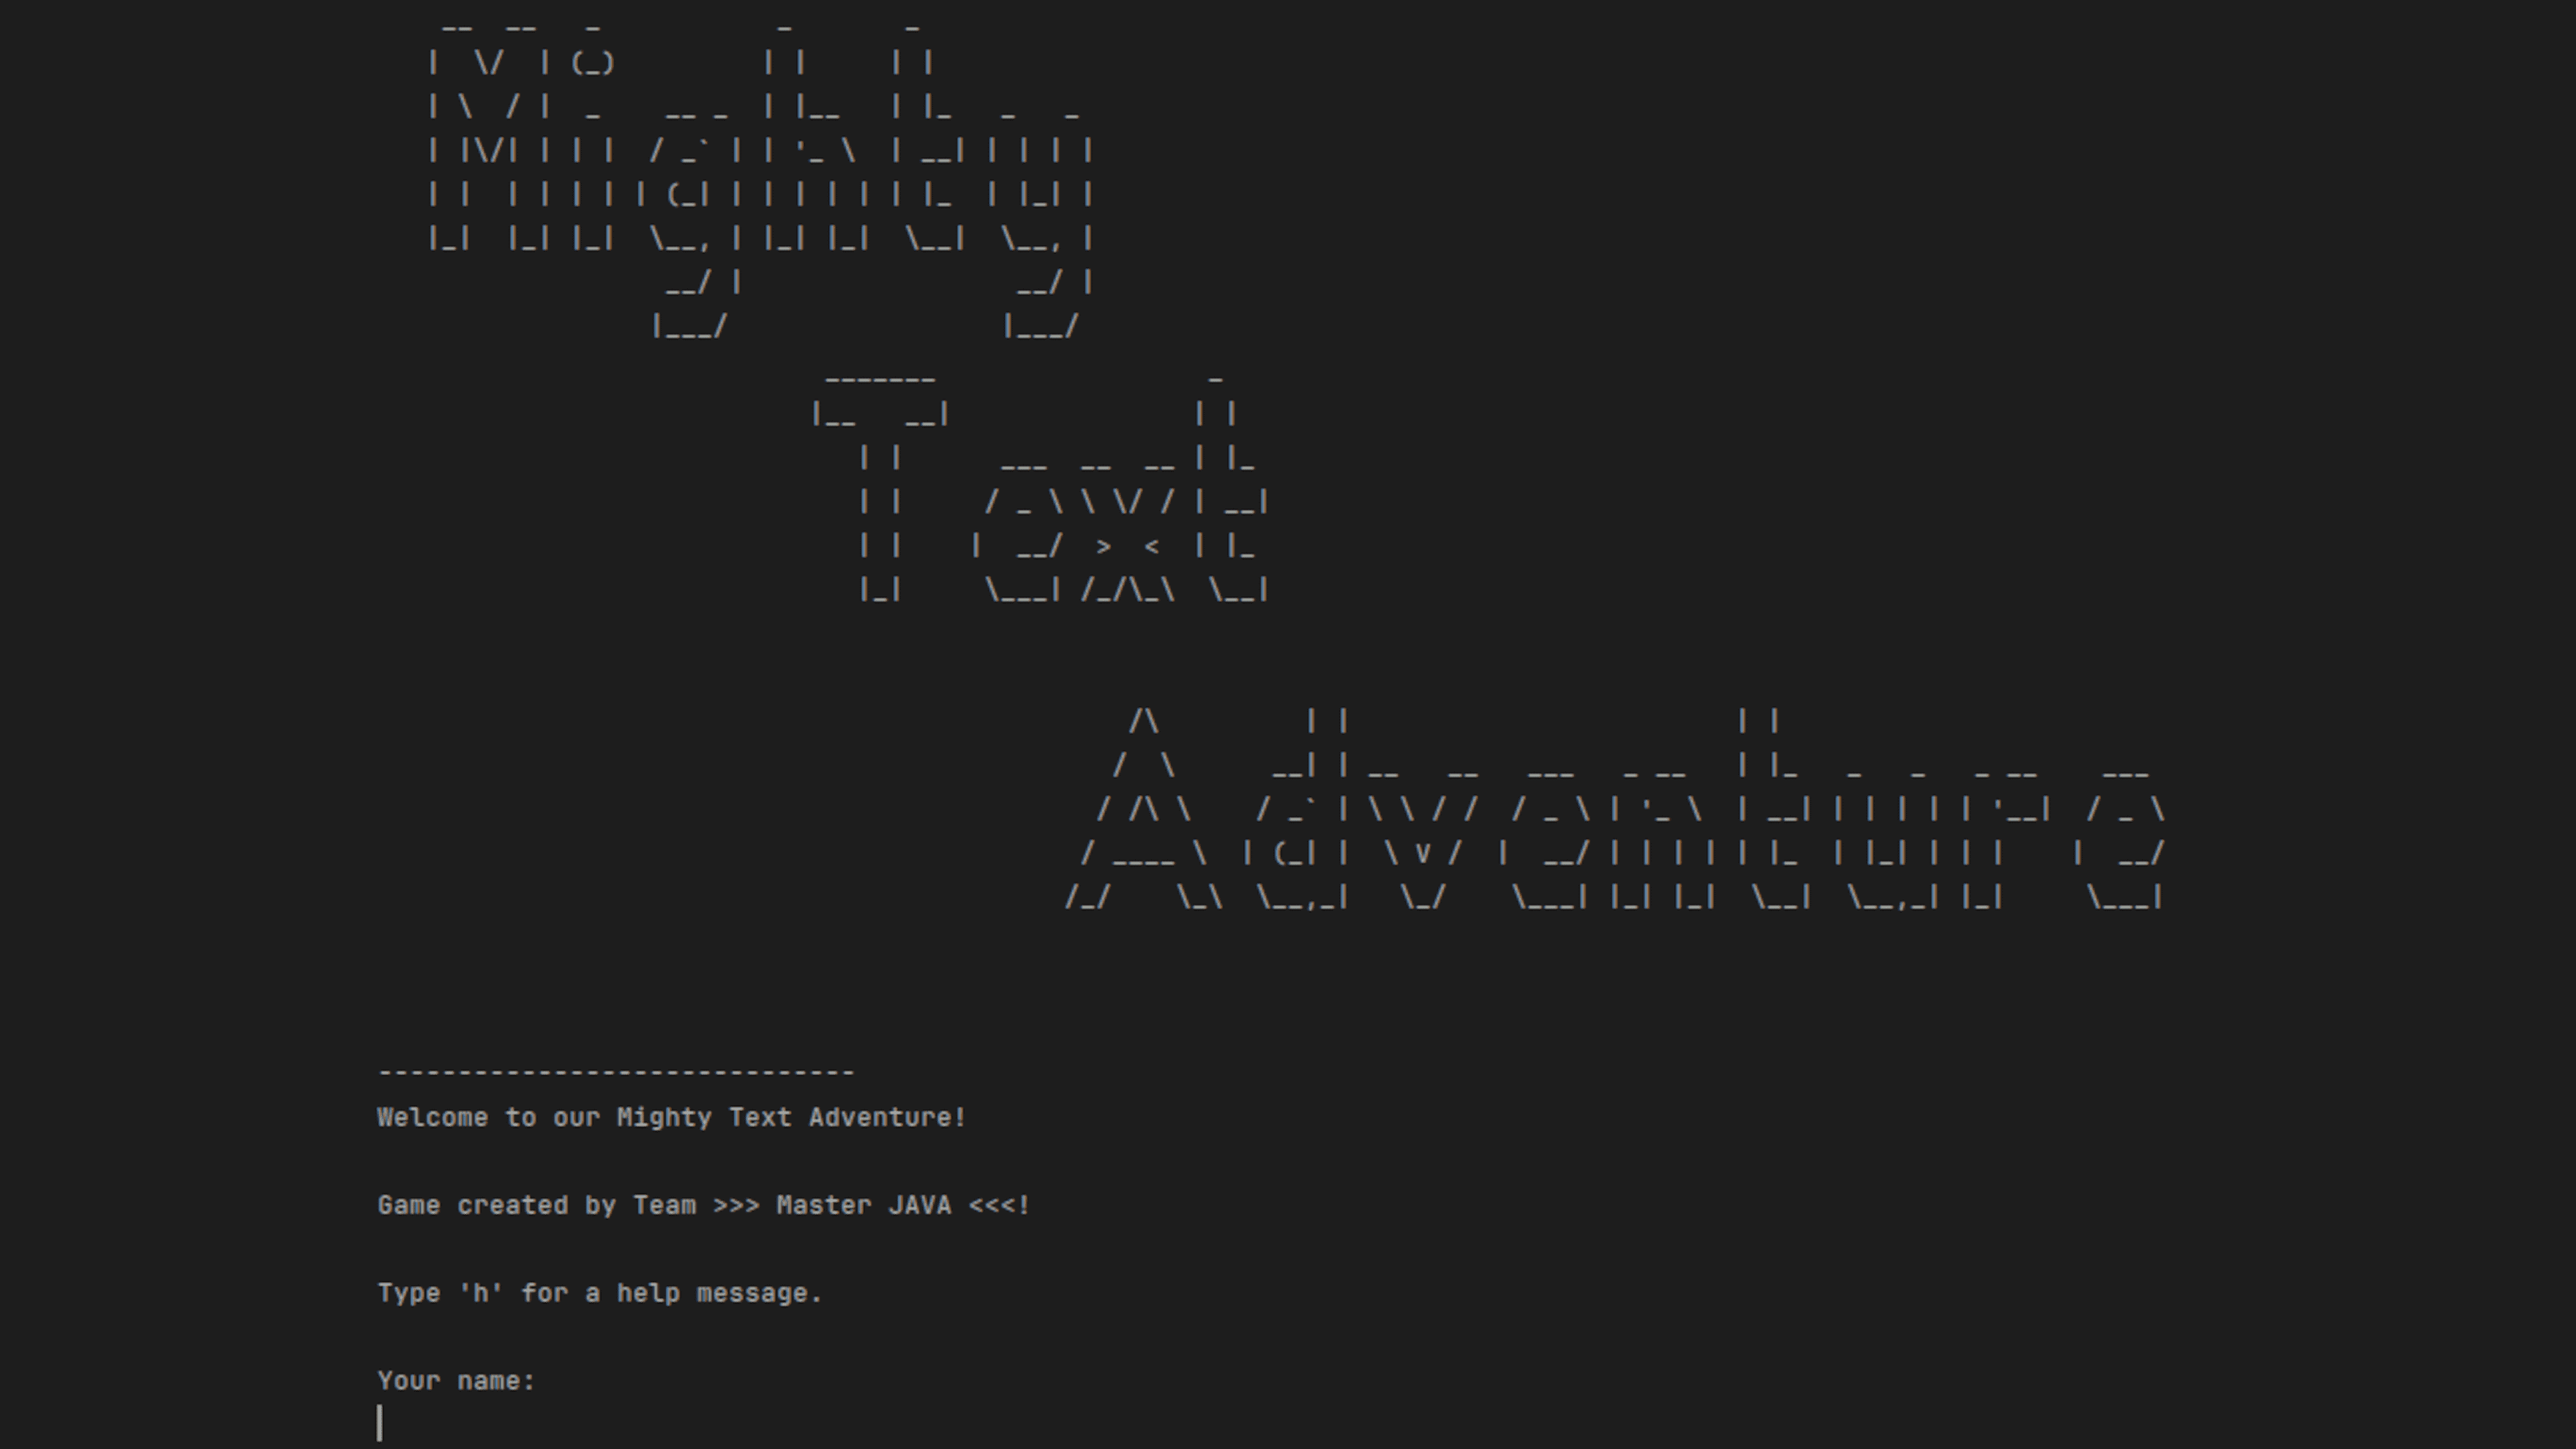 Mighty
Text
Adventure
------------------------------
Welcome to our Mighty Text Adventure!
Game created by Team >>> Master JAVA <<<!
Type 'h' for a help message.
Your name: